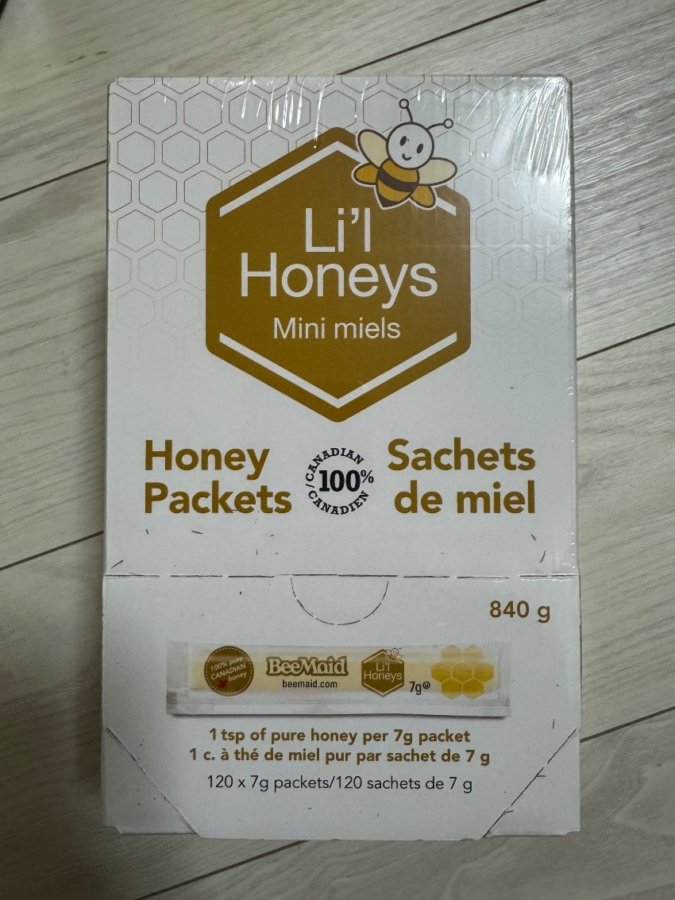 Li'l
Honeys
Mini miels
Honey
Packets
CANADIAN
100%
/CANADIEN
Sachets
de miel
840 g
100% pure
CANADIAN
honey
BeeMaid
beemaid.com
Li'l
Honeys
7g
1 tsp of pure honey per 7g packet
1 c. à thé de miel pur par sachet de 7 g
120 x 7g packets/120 sachets de 7 g